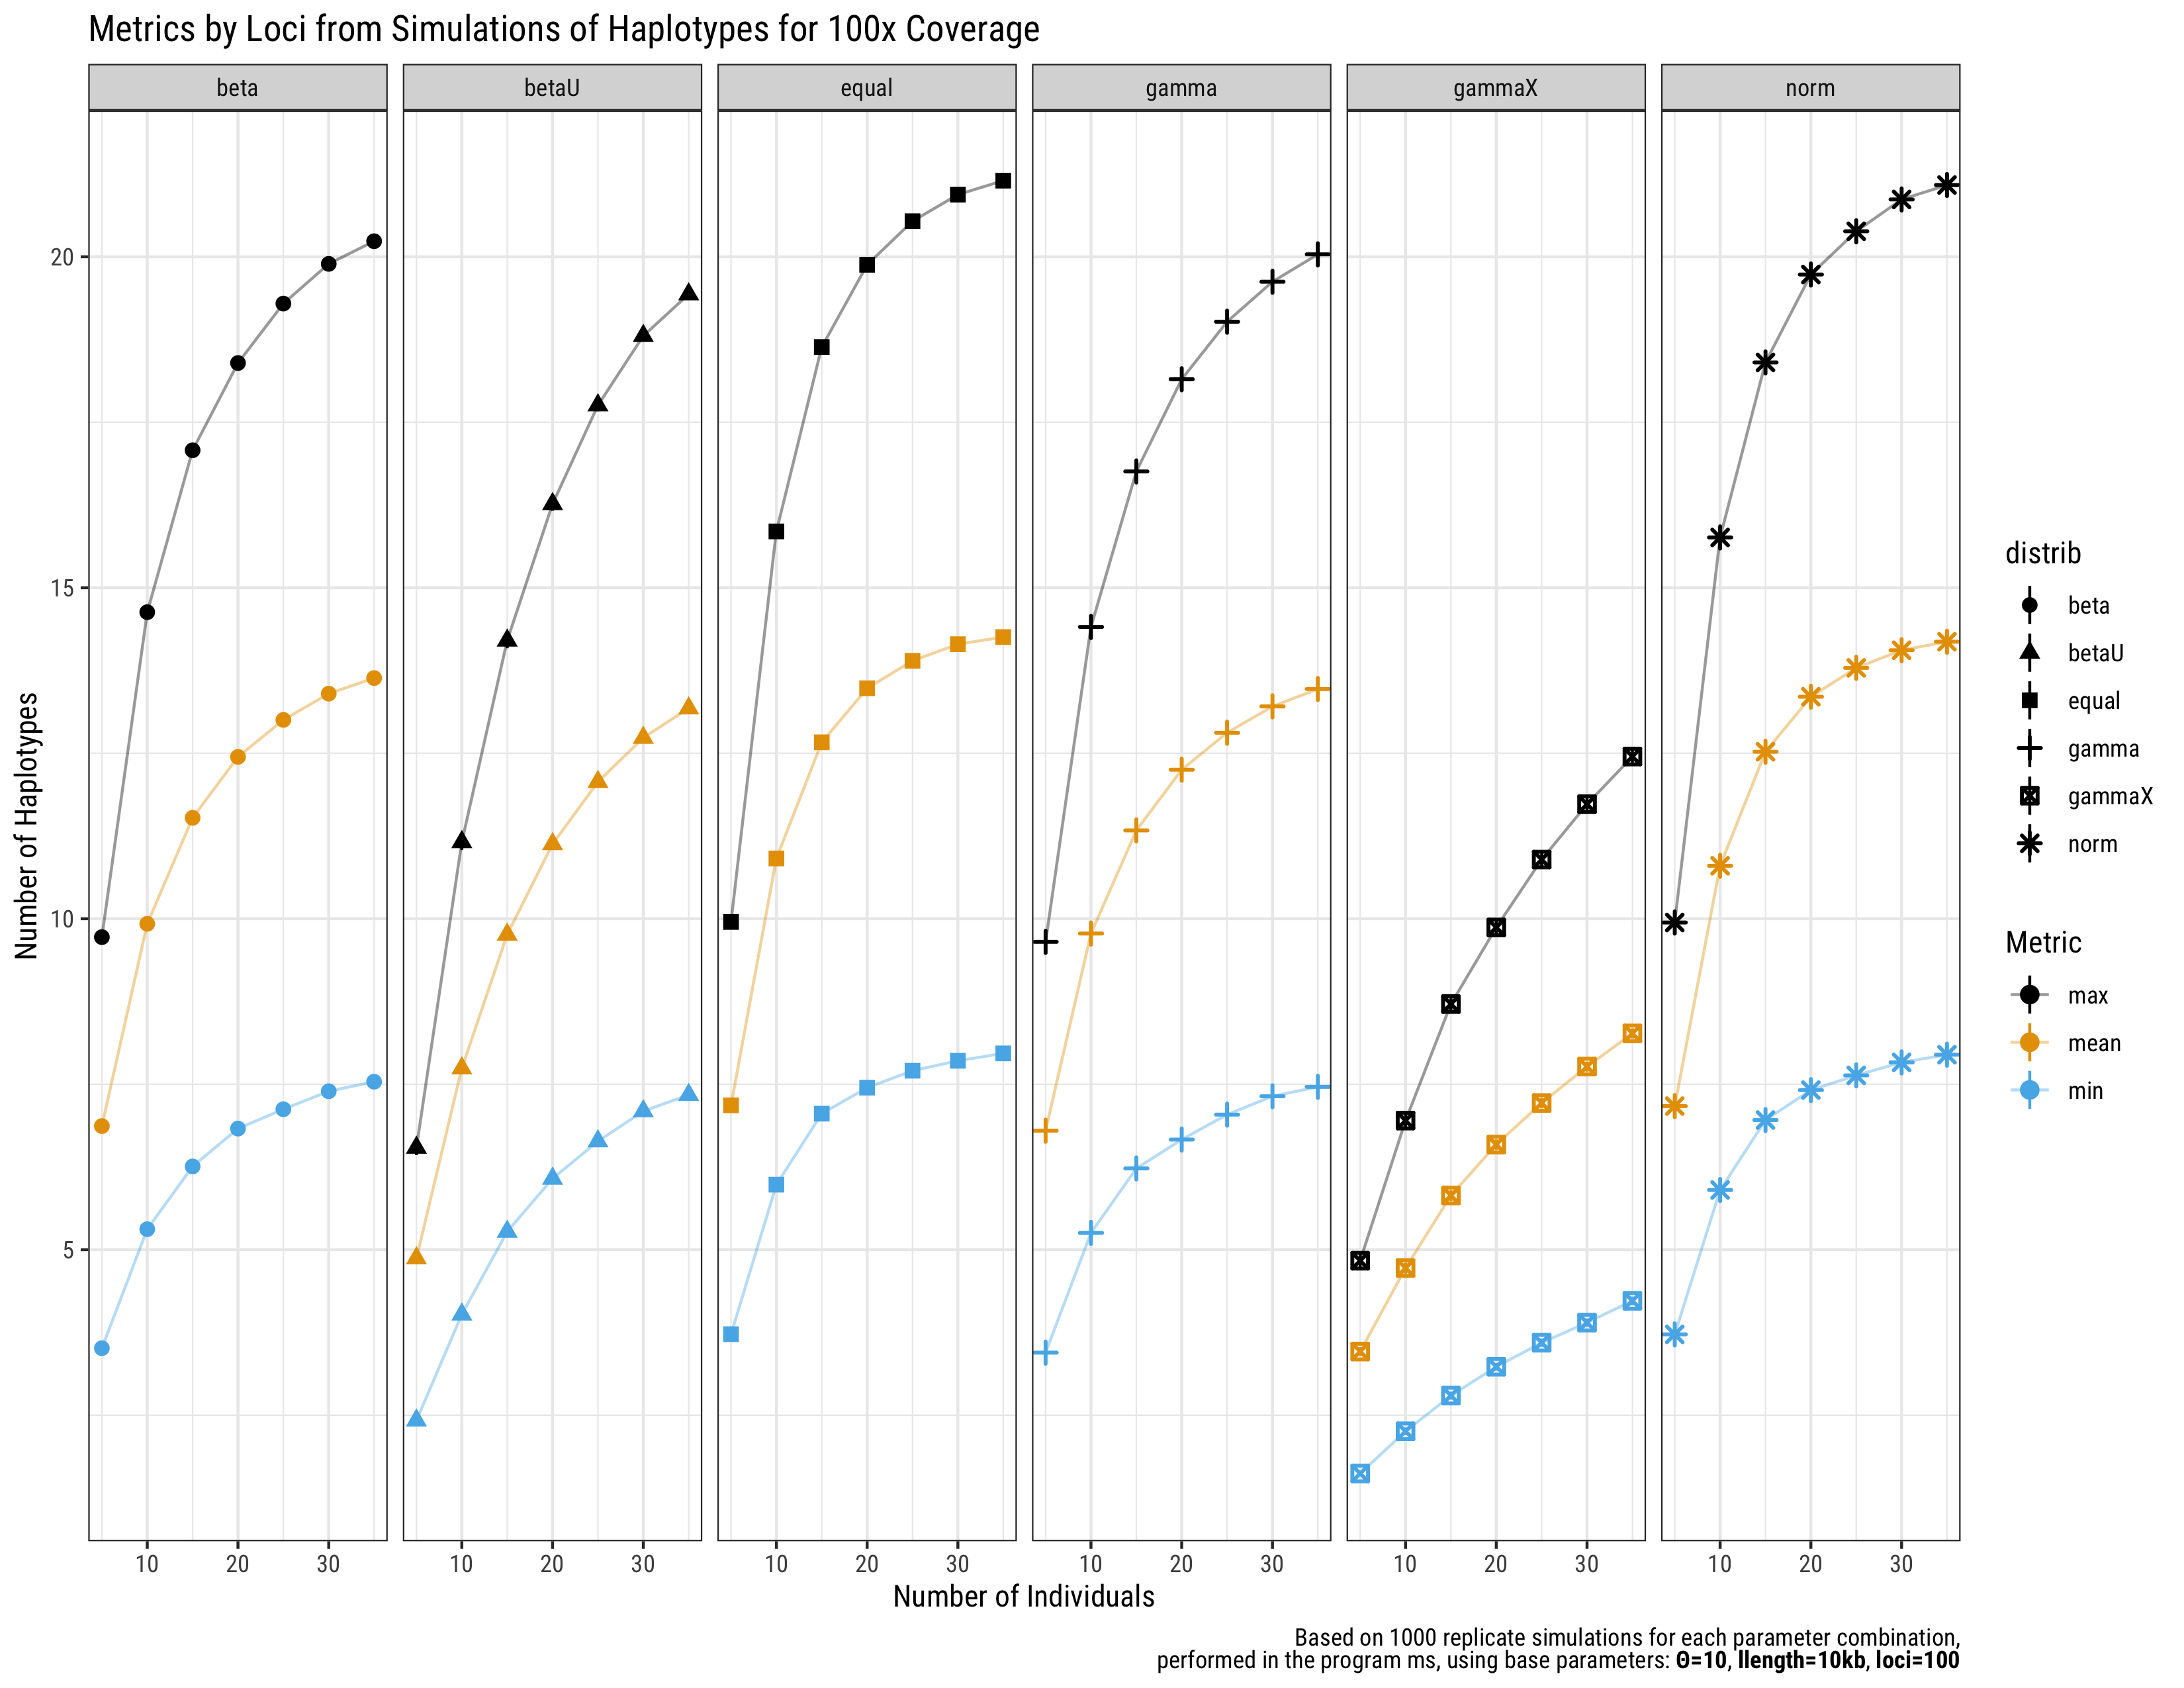 Metrics by Loci from Simulations of Haplotypes for 100x Coverage
beta betaU equal gamma gammaX norm
Number of Haplotypes
20
15
10
5
10 20 30 10 20 30 10 20 30 10 20 30 10 20 30 10 20 30
Number of Individuals
distrib
beta
betaU
equal
gamma
gammaX
norm
Metric
max
mean
min
Based on 1000 replicate simulations for each parameter combination,
performed in the program ms, using base parameters: Θ=10, llength=10kb, loci=100